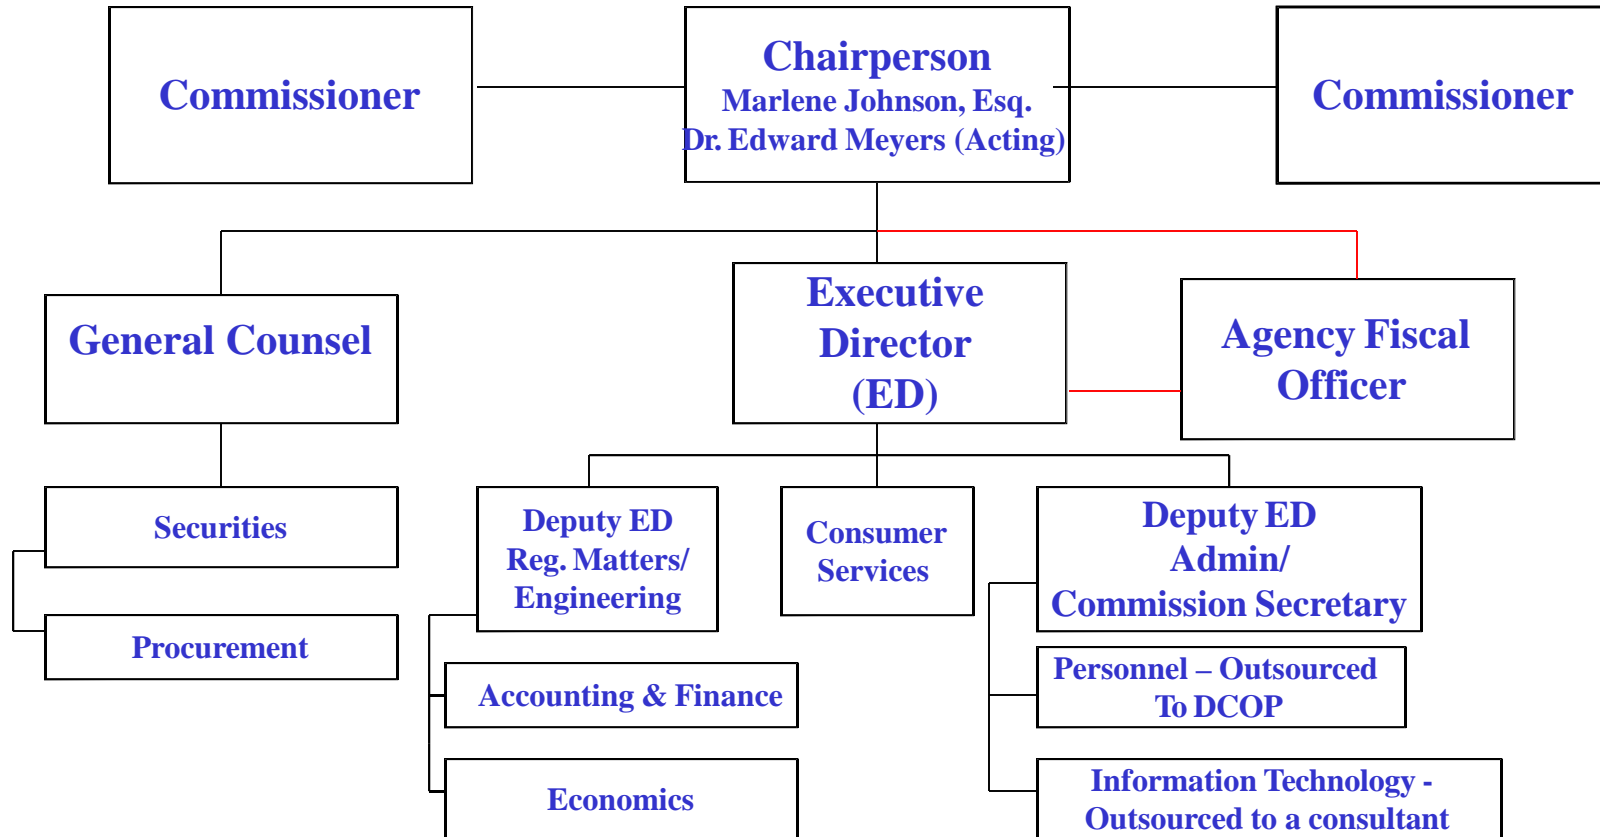 Commissioner
Chairperson
Marlene Johnson, Esq.
Dr. Edward Meyers (Acting)
Commissioner
General Counsel
Executive
Director
(ED)
Agency Fiscal
Officer
Securities
Procurement
Deputy ED
Reg. Matters/
Engineering
Accounting & Finance
Economics
Consumer
Services
Deputy ED
Admin/
Commission Secretary
Personnel – Outsourced
To DCOP
Information Technology -
Outsourced to a consultant